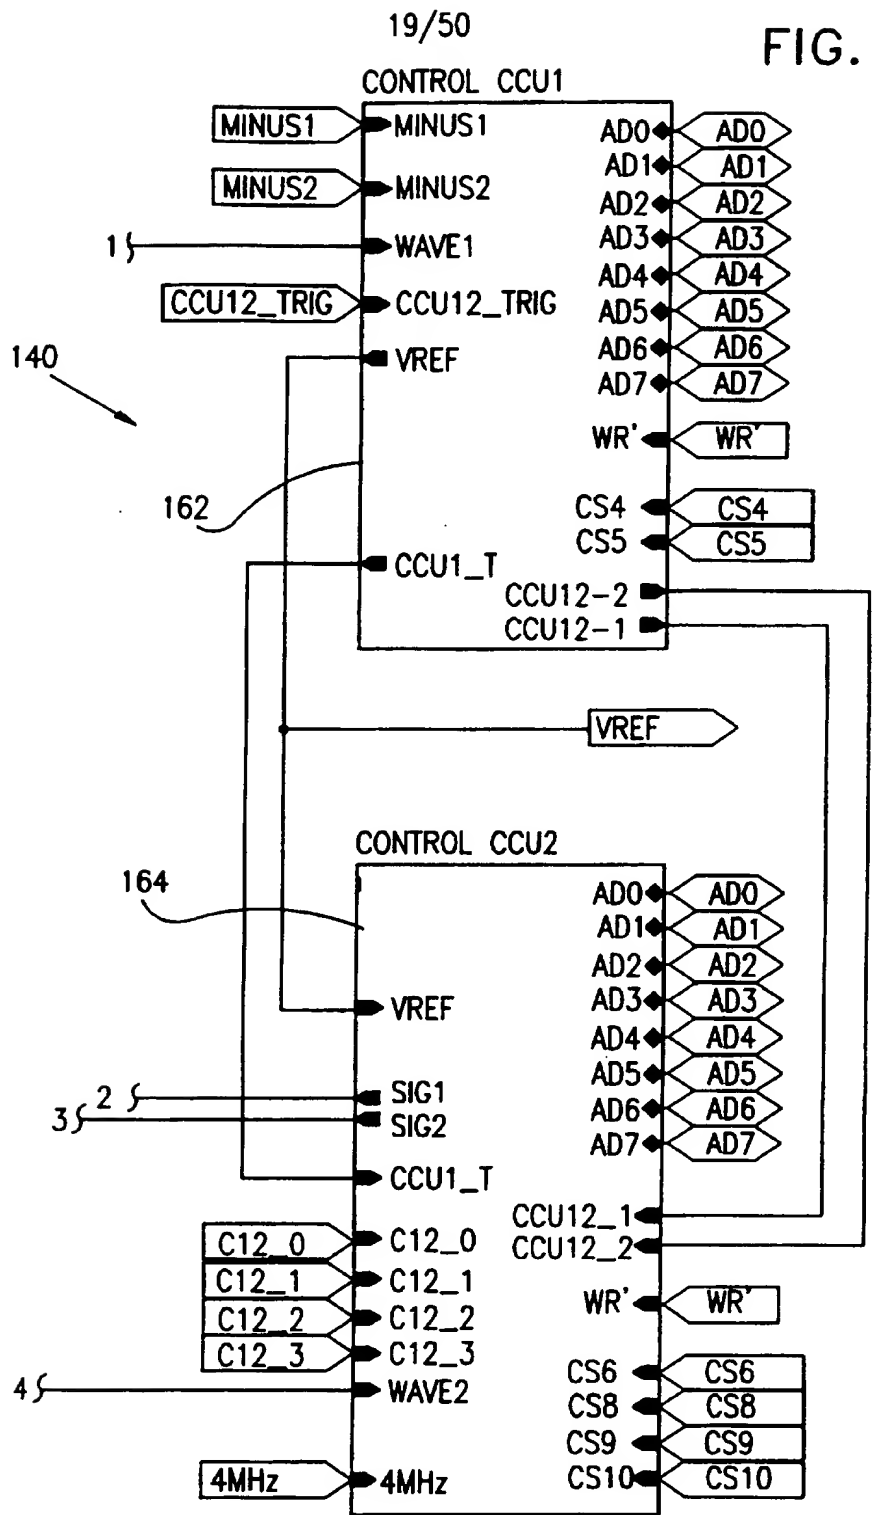 19/50
FIG.
CONTROL CCU1
MINUS1 MINUS1 AD0 AD0
AD1 AD1
MINUS2 MINUS2 AD2 AD2
1 WAVE1 AD3 AD3
AD4 AD4
CCU12_TRIG CCU12_TRIG AD5 AD5
140 VREF AD6 AD6
AD7 AD7
WR' WR'
162 CS4 CS4
CS5 CS5
CCU1_T CCU12-2
CCU12-1
VREF
CONTROL CCU2
164 AD0 AD0
AD1 AD1
AD2 AD2
VREF AD3 AD3
AD4 AD4
2 SIG1 AD5 AD5
3 SIG2 AD6 AD6
AD7 AD7
CCU1_T
CCU12_1
C12_0 C12_0 CCU12_2
C12_1 C12_1
C12_2 C12_2 WR' WR'
C12_3 C12_3
4 WAVE2 CS6 CS6
CS8 CS8
CS9 CS9
4MHz 4MHz CS10 CS10